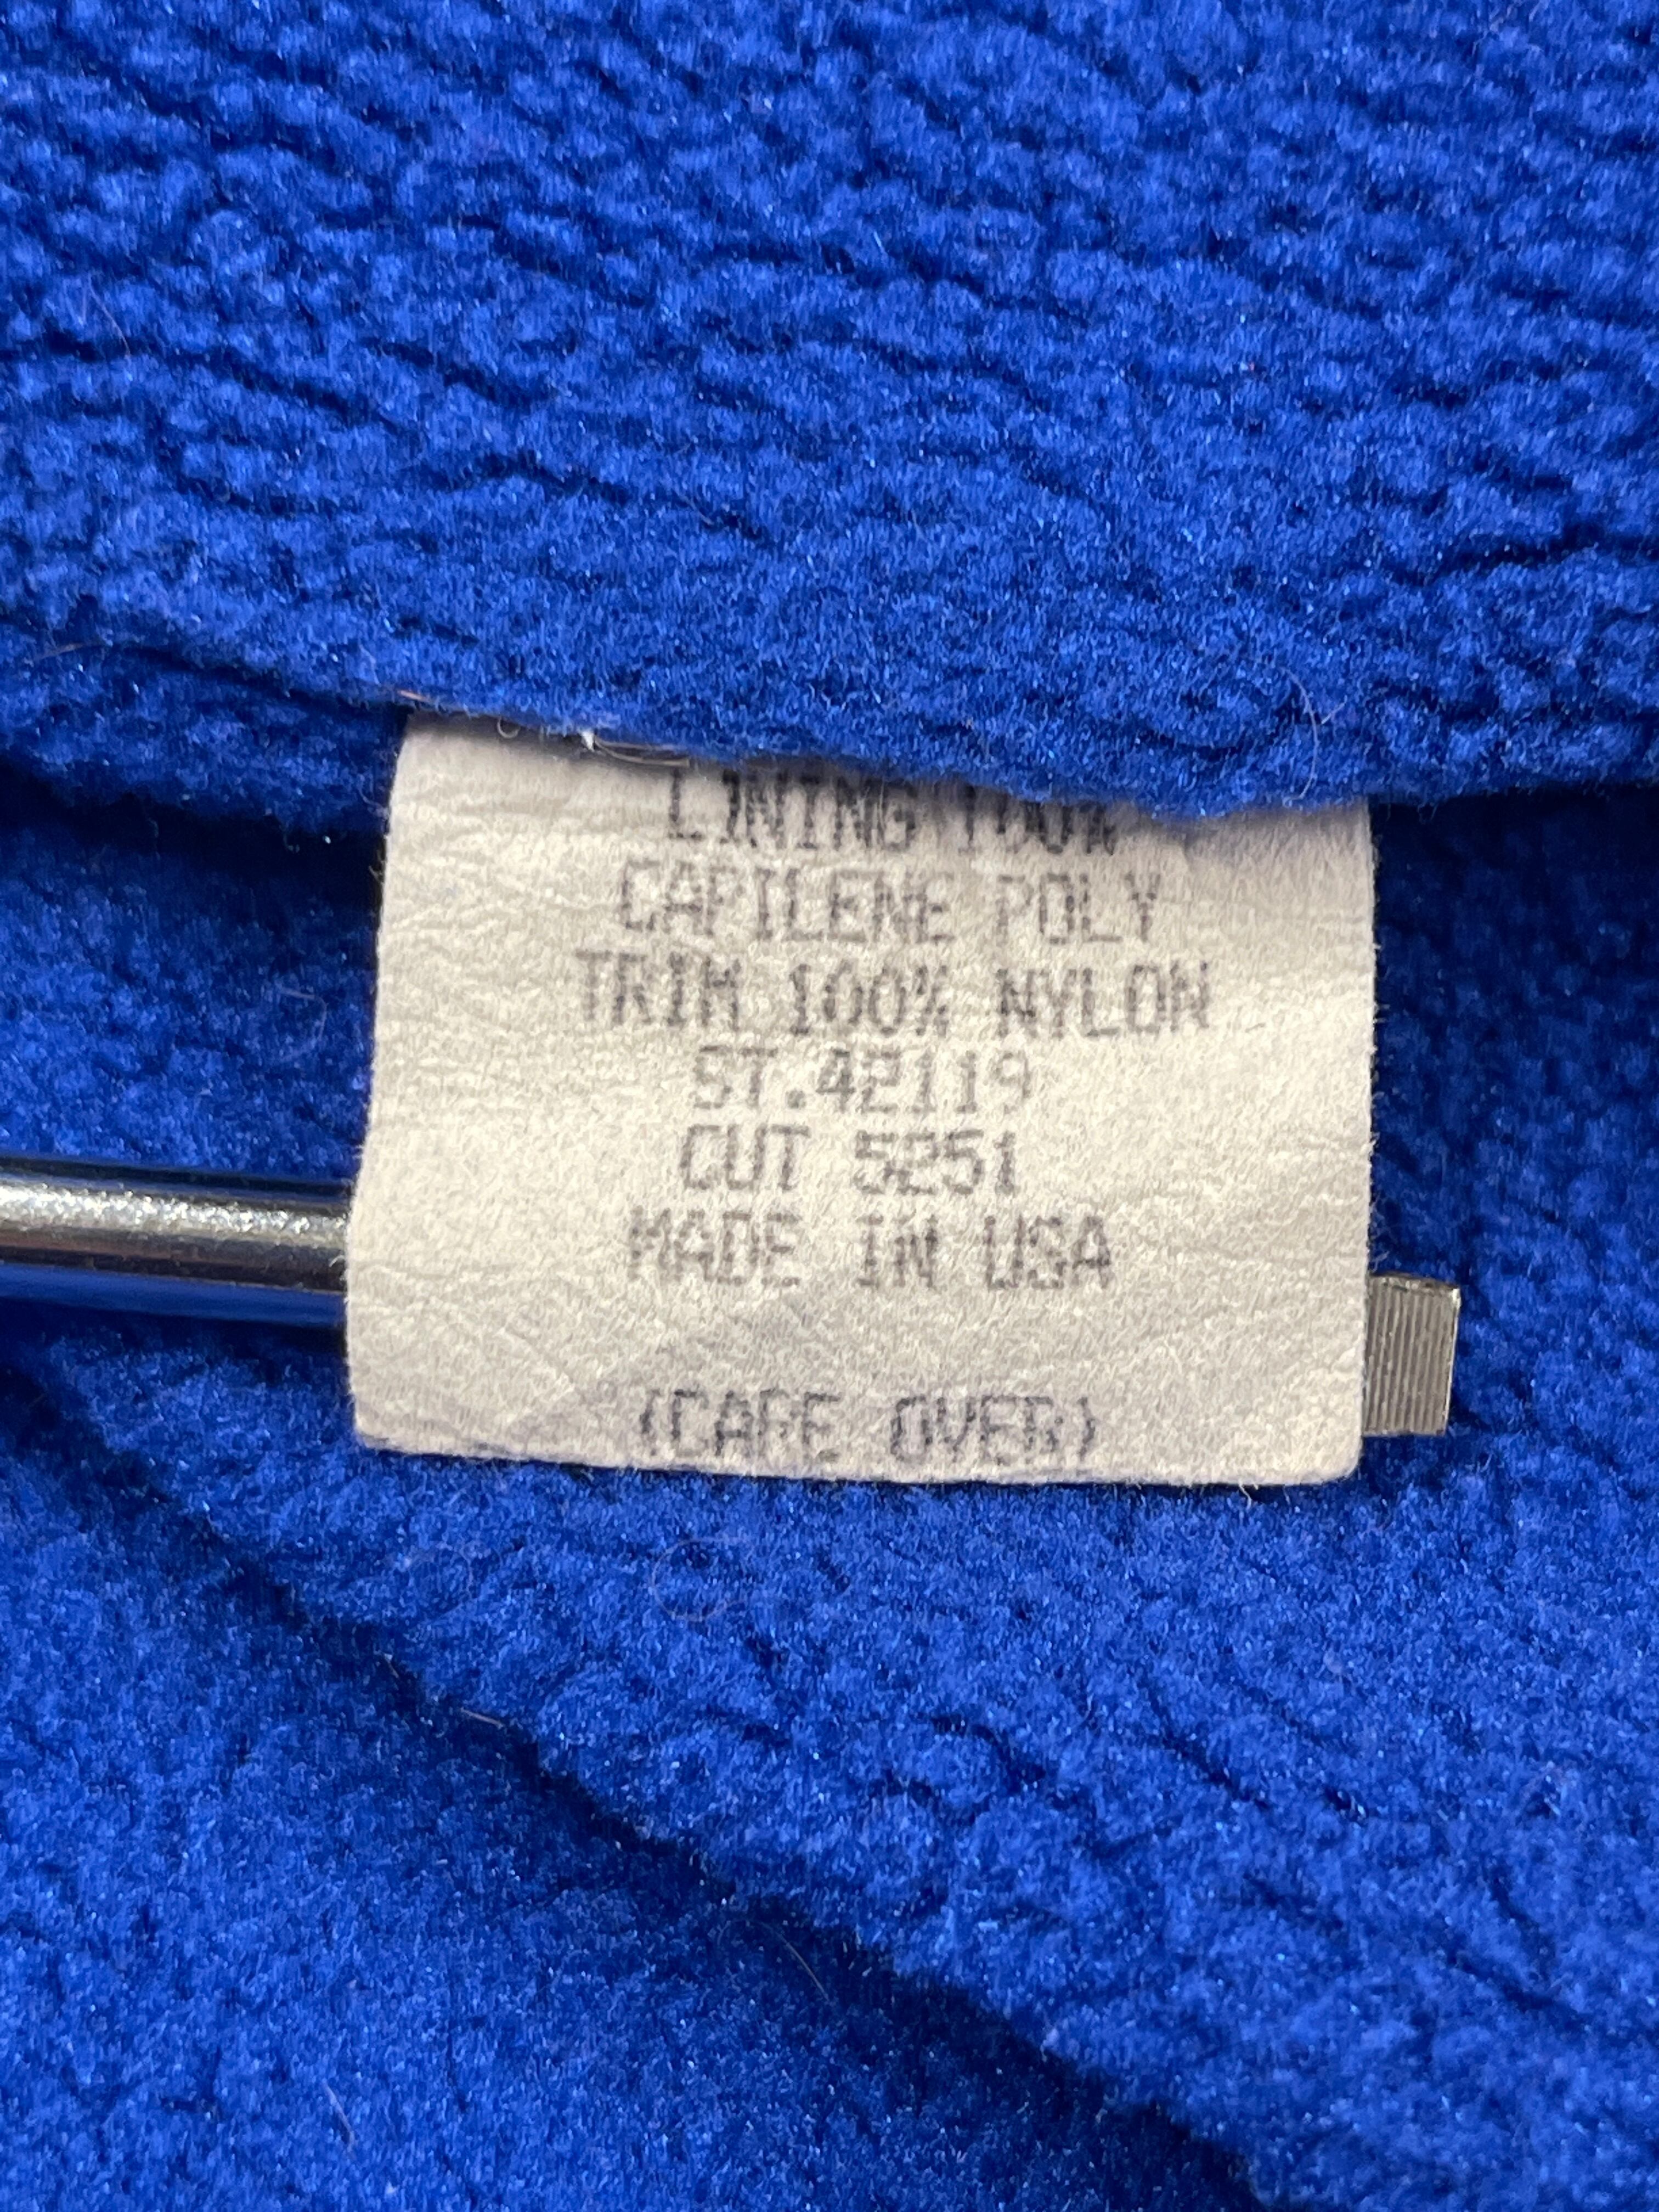 LINING 100%
CAPILENE POLY
TRIM 100% NYLON
ST.42119
CUT 5251
MADE IN USA
(CARE OVER)